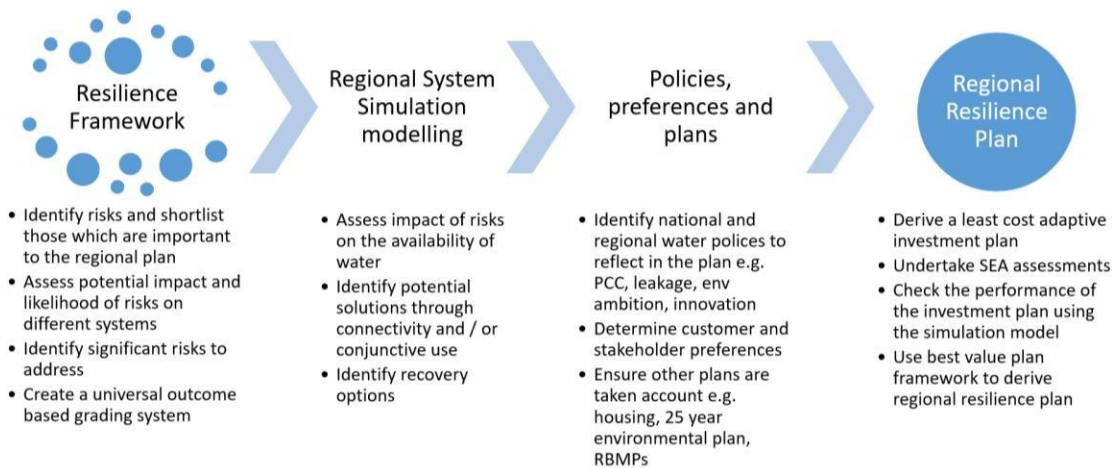 Resilience
Framework
Regional System
Simulation
modelling
Policies,
preferences and
plans
Regional
Resilience
Plan
• Identify risks and shortlist
those which are important
to the regional plan
• Assess potential impact and
likelihood of risks on
different systems
• Identify significant risks to
address
• Create a universal outcome
based grading system
• Assess impact of risks
on the availability of
water
• Identify potential
solutions through
connectivity and / or
conjunctive use
• Identify recovery
options
• Identify national and
regional water polices to
reflect in the plan e.g.
PCC, leakage, env
ambition, innovation
• Determine customer and
stakeholder preferences
• Ensure other plans are
taken account e.g.
housing, 25 year
environmental plan,
RBMPs
• Derive a least cost adaptive
investment plan
• Undertake SEA assessments
• Check the performance of
the investment plan using
the simulation model
• Use best value plan
framework to derive
regional resilience plan